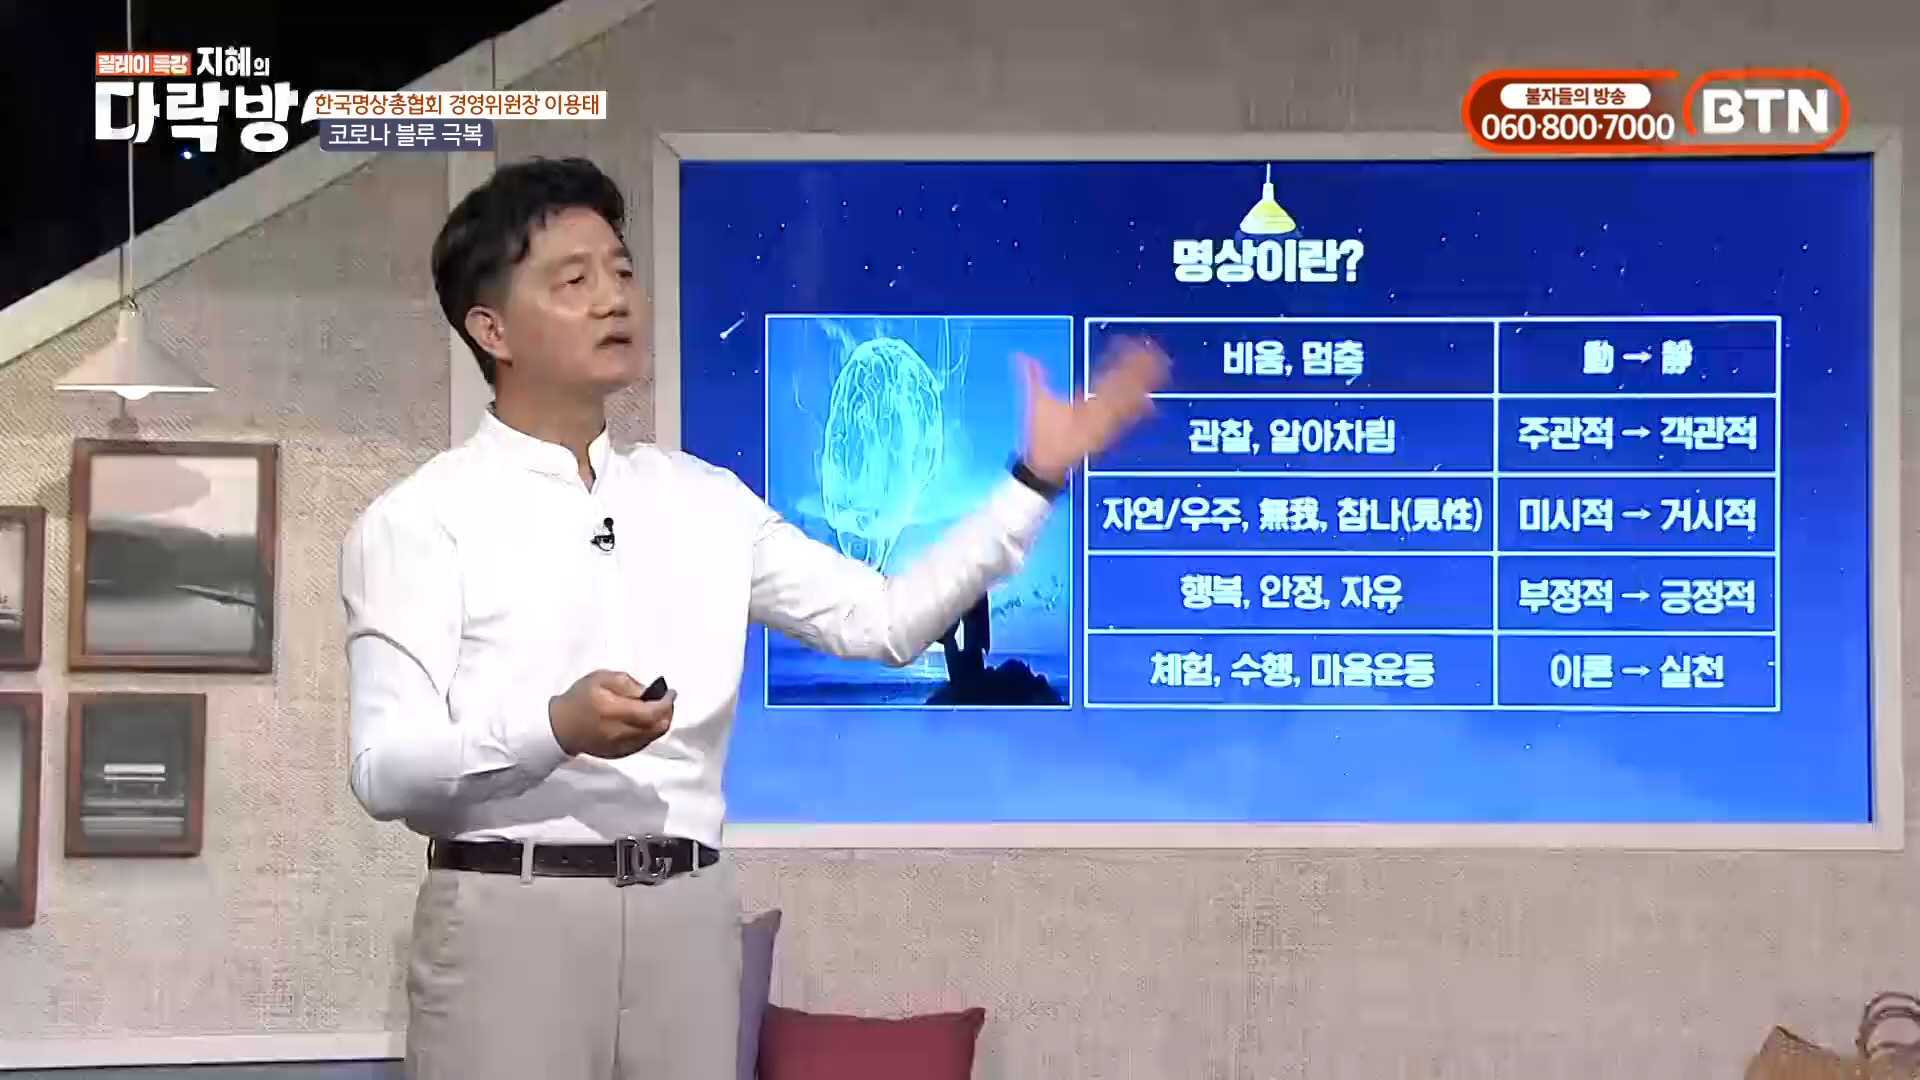 릴레이 특강 지혜의
다락방
한국명상총협회 경영위원장 이용태
코로나 블루 극복
불자들의 방송
060·800·7000
BTN
명상이란?
비움, 멈춤
動 → 靜
관찰, 알아차림
주관적 → 객관적
자연/우주, 無我, 참나(見性)
미시적 → 거시적
행복, 안정, 자유
부정적 → 긍정적
체험, 수행, 마음운동
이론 → 실천